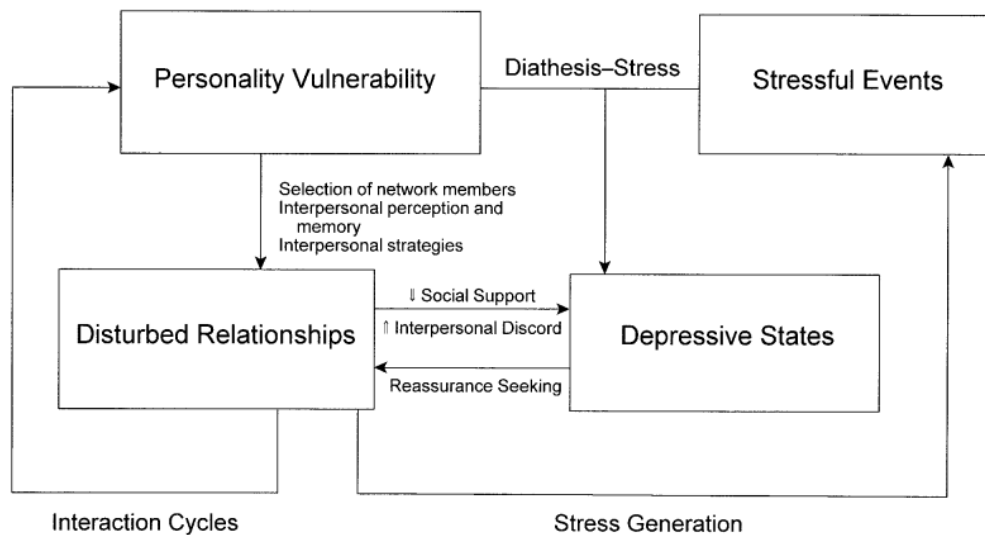 Personality Vulnerability
Diathesis–Stress
Stressful Events
Selection of network members
Interpersonal perception and
memory
Interpersonal strategies
Disturbed Relationships
⇓ Social Support
⇑ Interpersonal Discord
Reassurance Seeking
Depressive States
Interaction Cycles
Stress Generation